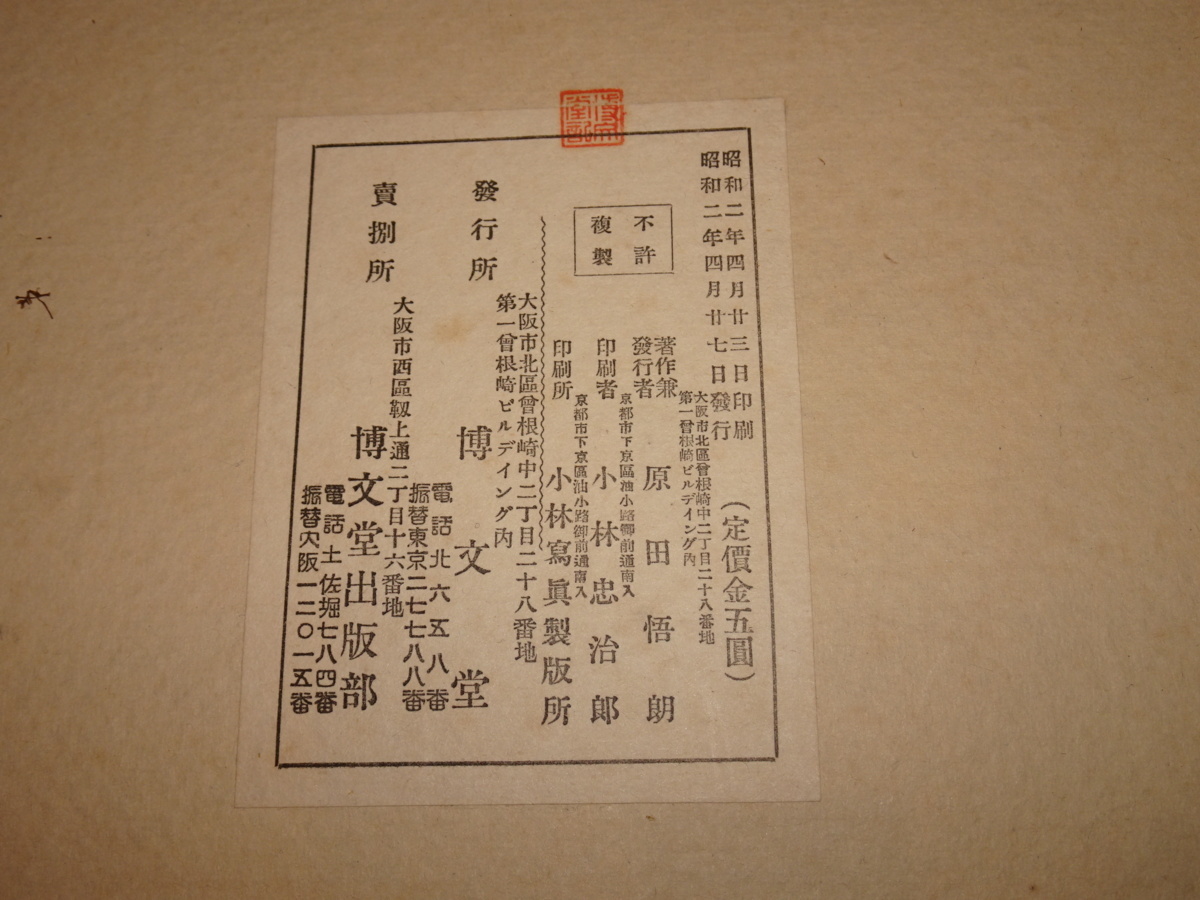 昭和二年四月廿三日印刷
昭和二年四月廿七日發行
(定價金五圓)
不許
複製
大阪市北區曾根崎中二丁目二十八番地
第一曾根崎ビルデイング內
著作兼
發行者
原田悟朗
京都市下京區油小路御前通南入
印刷者
小林忠治郎
京都市下京區油小路御前通南入
印刷所
小林寫眞製版所
大阪市北區曾根崎中二丁目二十八番地
第一曾根崎ビルデイング內
發行所
博文堂
電話北六五八番
振替東京二七七八八番
大阪市西區靱上通二丁目十六番地
賣捌所
博文堂出版部
電話土佐堀七八四番
振替大阪一二〇一五番